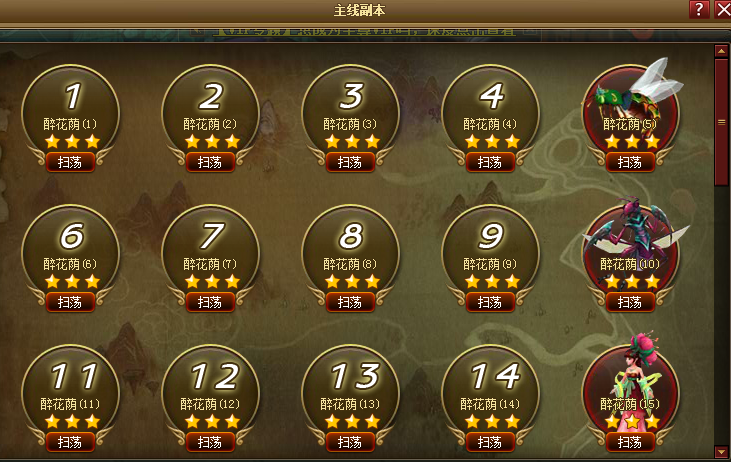 主线副本
?
1 2 3 4
醉花荫(1) 醉花荫(2) 醉花荫(3) 醉花荫(4) 醉花荫(5)
扫荡 扫荡 扫荡 扫荡 扫荡
6 7 8 9
醉花荫(6) 醉花荫(7) 醉花荫(8) 醉花荫(9) 醉花荫(10)
扫荡 扫荡 扫荡 扫荡 扫荡
11 12 13 14
醉花荫(11) 醉花荫(12) 醉花荫(13) 醉花荫(14) 醉花荫(15)
扫荡 扫荡 扫荡 扫荡 扫荡